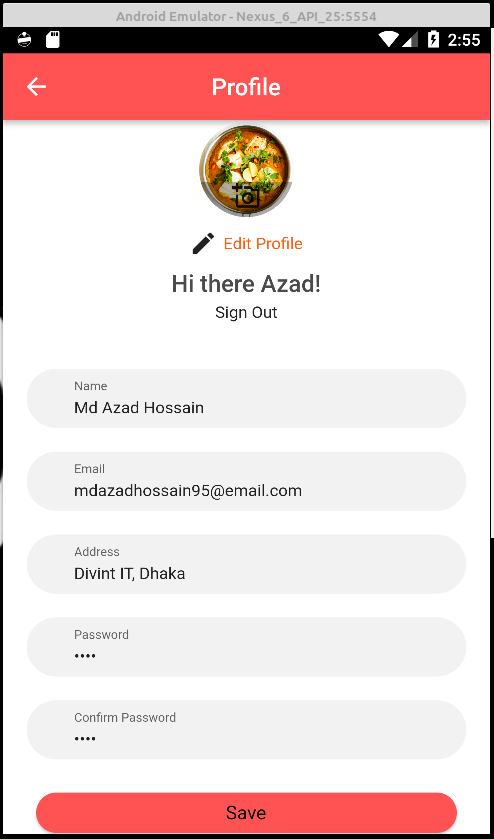 Android Emulator - Nexus_6_API_25:5554
2:55
Profile
Edit Profile
Hi there Azad!
Sign Out
Name
Md Azad Hossain
Email
mdazadhossain95@email.com
Address
Divint IT, Dhaka
Password
••••
Confirm Password
••••
Save